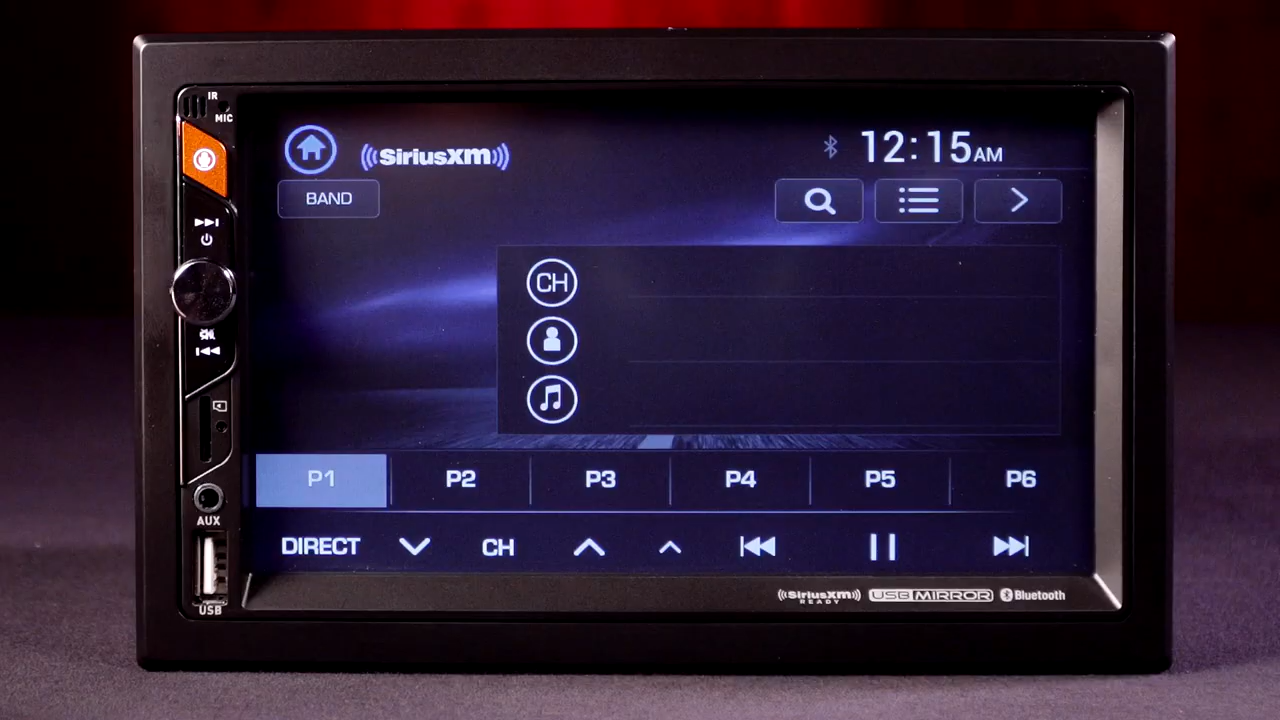 IR
MIC
SiriusXM
12:15AM
BAND
CH
P1 P2 P3 P4 P5 P6
AUX
DIRECT CH
USB
SiriusXM READY USB MIRROR Bluetooth